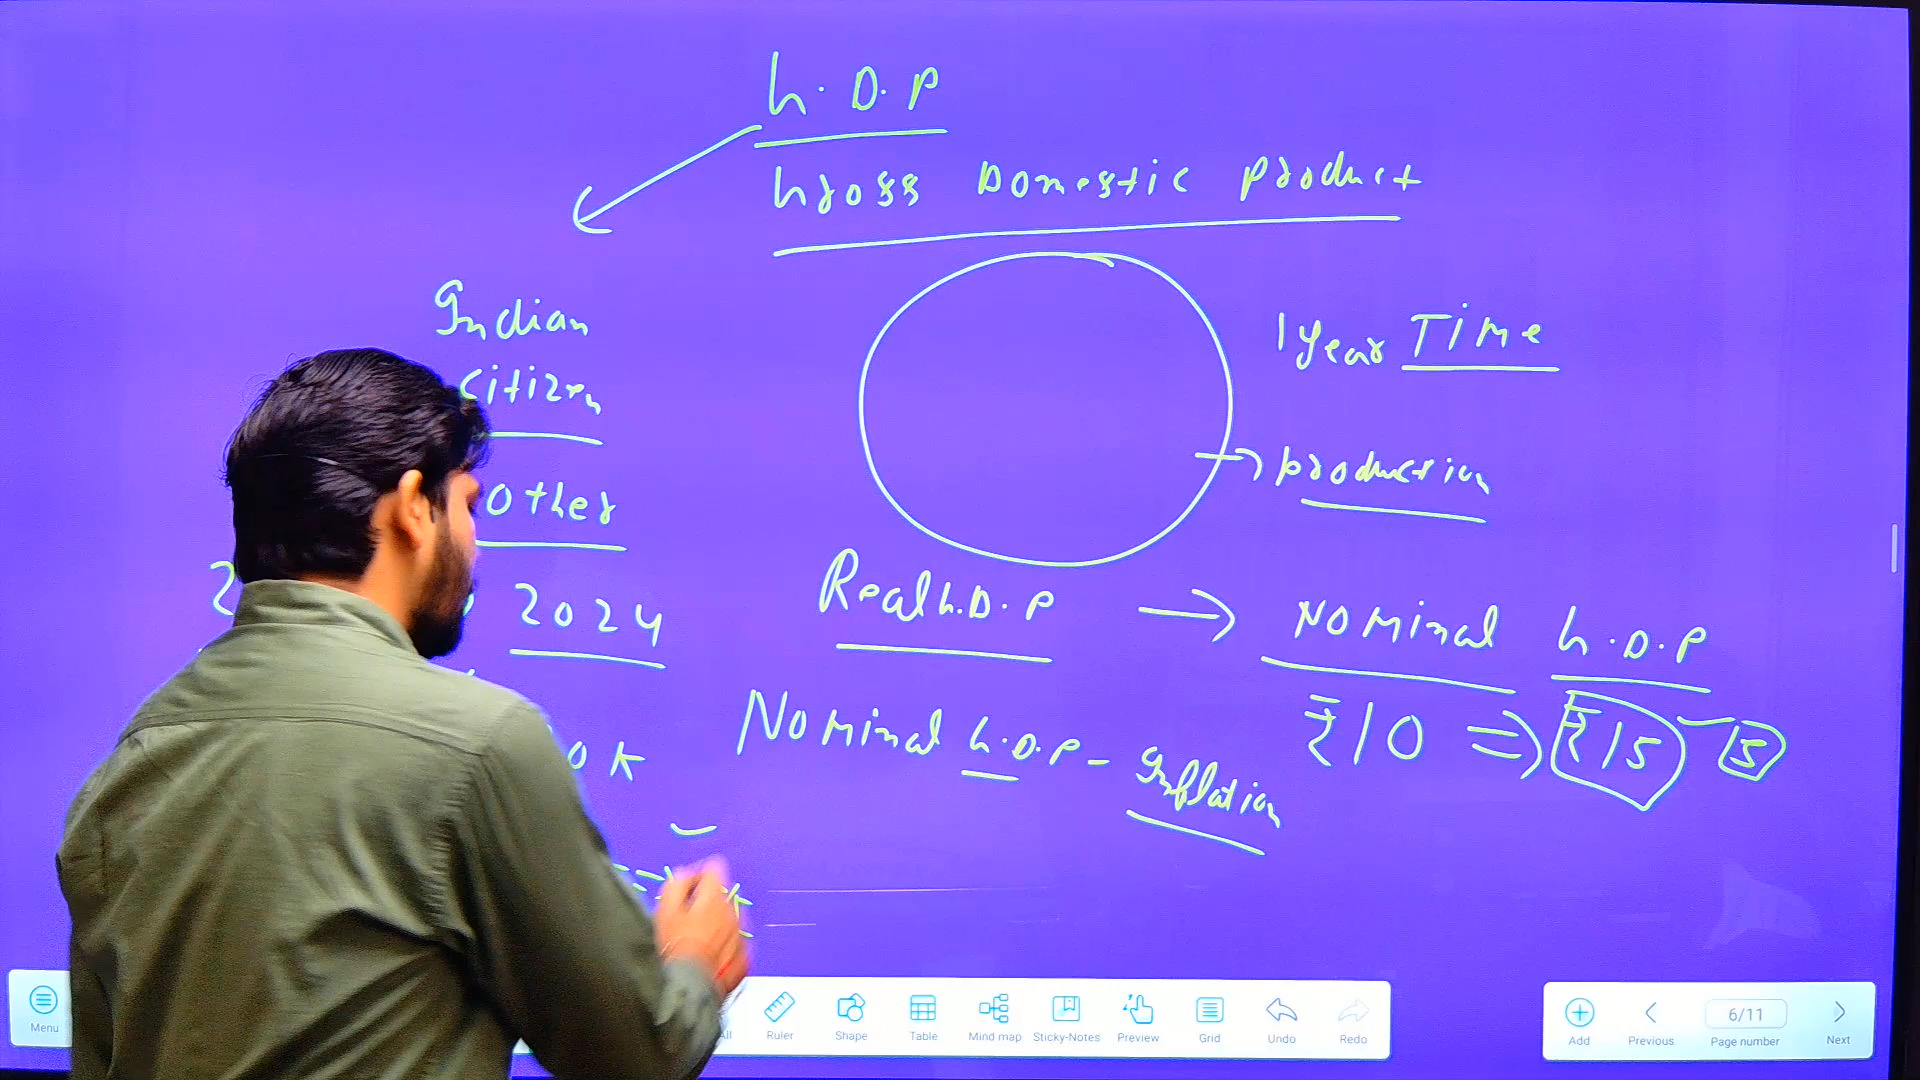 G.D.P
Gross Domestic Product
Indian
Citizen
Other
2024
1 Year Time
Production
Real G.D.P → Nominal G.D.P
Nominal G.D.P - Inflation
₹10 ⇒ ₹15 5
Menu
Ruler
Shape
Table
Mind map
Sticky-Notes
Preview
Grid
Undo
Redo
Add
Previous
6/11
Page number
Next